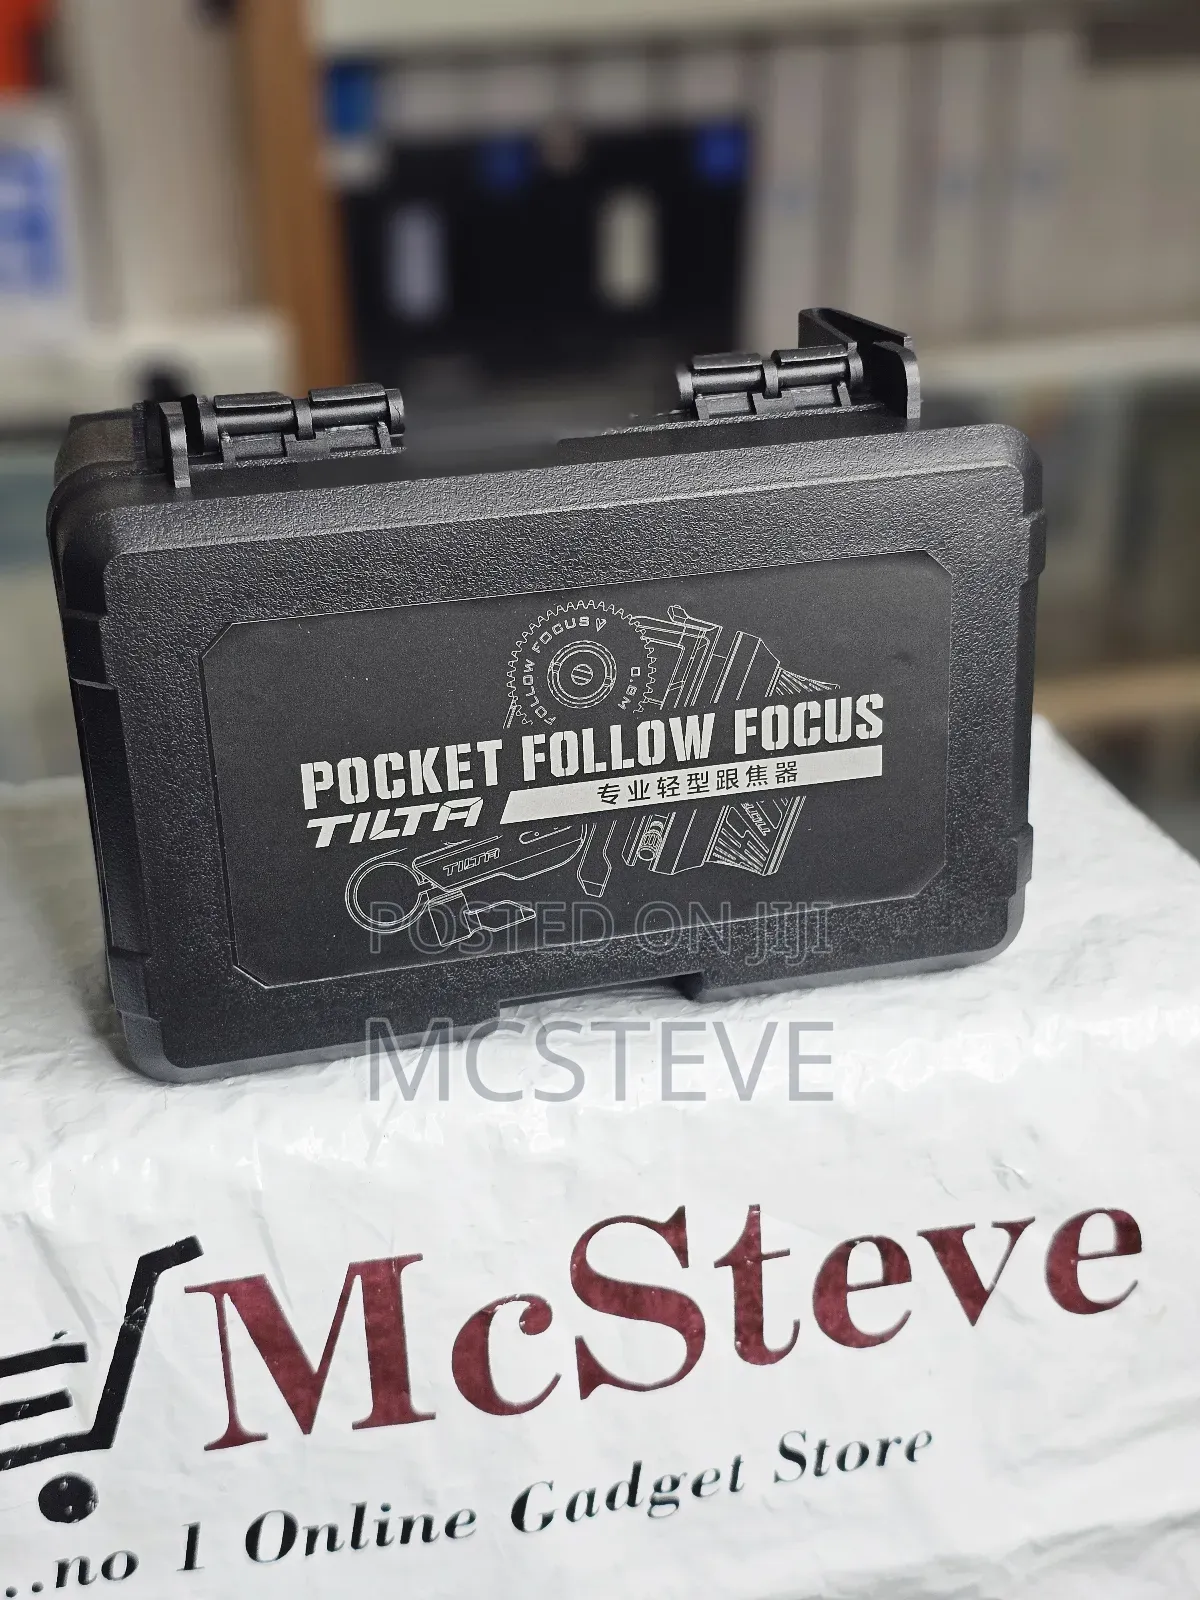 FOLLOW FOCUS
0.8M
POCKET FOLLOW FOCUS
TILTA 专业轻型跟焦器
TILTA
POSTED ON JIJI
MCSTEVE
McSteve
...no 1 Online Gadget Store